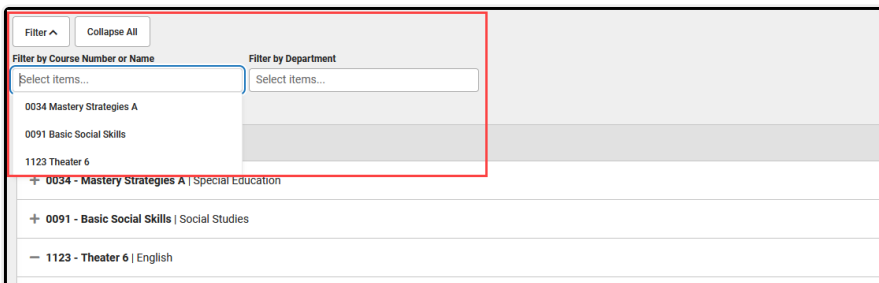 Filter Collapse All
Filter by Course Number or Name Filter by Department
Select items... Select items...
0034 Mastery Strategies A
0091 Basic Social Skills
1123 Theater 6
0034 - Mastery Strategies A | Special Education
0091 - Basic Social Skills | Social Studies
1123 - Theater 6 | English